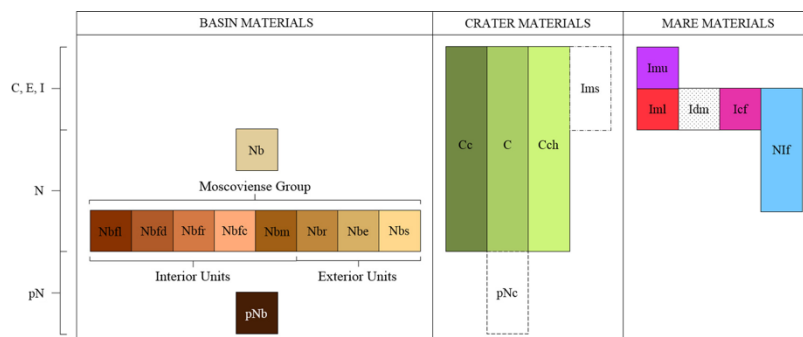 BASIN MATERIALS
CRATER MATERIALS
MARE MATERIALS
C, E, I
N
pN
Nb
Moscoviense Group
Nbfl Nbfd Nbfr Nbfc Nbm Nbr Nbe Nbs
Interior Units
Exterior Units
pNb
Cc C Cch
Ims
pNc
Imu
Iml Idm Icf
NIf